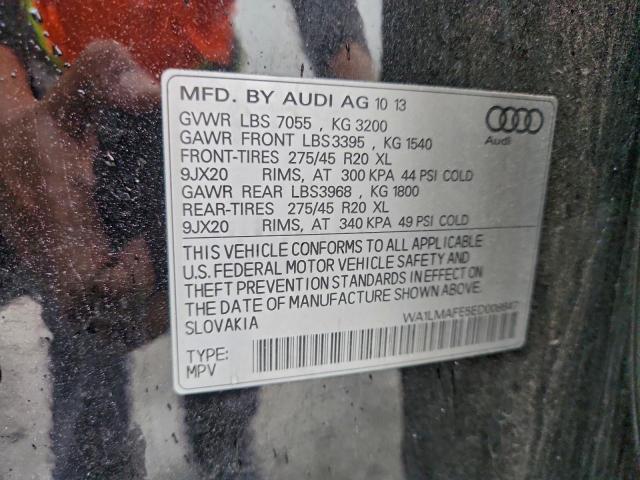 MFD. BY AUDI AG 10 13
GVWR LBS 7055 , KG 3200
GAWR FRONT LBS3395 , KG 1540
FRONT-TIRES 275/45 R20 XL
9JX20 RIMS, AT 300 KPA 44 PSI COLD
GAWR REAR LBS3968 , KG 1800
REAR-TIRES 275/45 R20 XL
9JX20 RIMS, AT 340 KPA 49 PSI COLD
Audi
THIS VEHICLE CONFORMS TO ALL APPLICABLE
U.S. FEDERAL MOTOR VEHICLE SAFETY AND
THEFT PREVENTION STANDARDS IN EFFECT ON
THE DATE OF MANUFACTURE SHOWN ABOVE.
SLOVAKIA
TYPE:
MPV